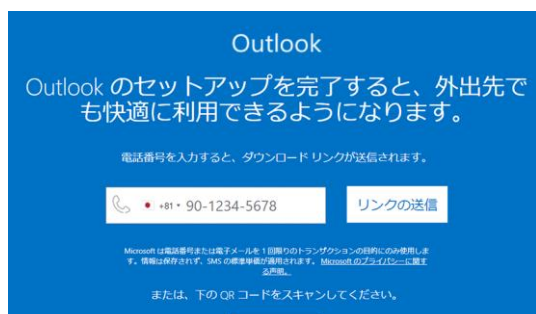 Outlook
Outlook のセットアップを完了すると、外出先で
も快適に利用できるようになります。
電話番号を入力すると、ダウンロード リンクが送信されます。
+81 90-1234-5678 リンクの送信
Microsoft は電話番号または電子メールを 1 回限りのトランザクションの目的にのみ使用しま
す。情報は保存されず、SMS の標準単価が適用されます。 Microsoft のプライバシーに関す
る声明。
または、下の QR コードをスキャンしてください。